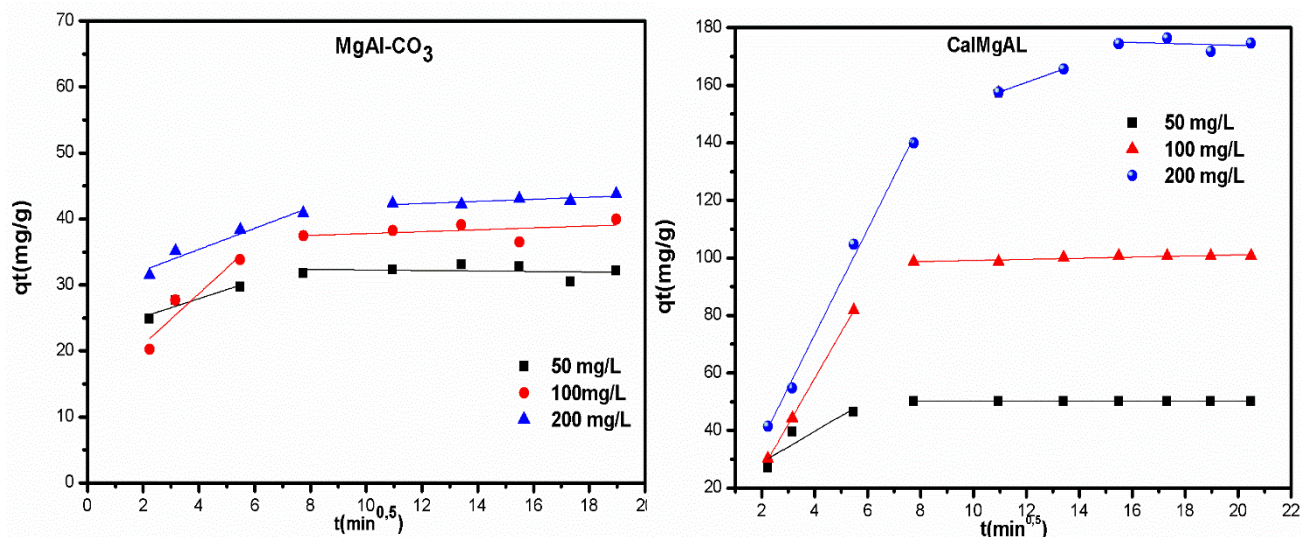 MgAl-CO3
qt(mg/g)
70
60
50
40
30
20
10
0
50 mg/L
100mg/L
200 mg/L
0 2 4 6 8 10 12 14 16 18 20
t(min0,5)
CalMgAL
qt(mg/g)
180
160
140
120
100
80
60
40
20
50 mg/L
100 mg/L
200 mg/L
2 4 6 8 10 12 14 16 18 20 22
t(min0,5)